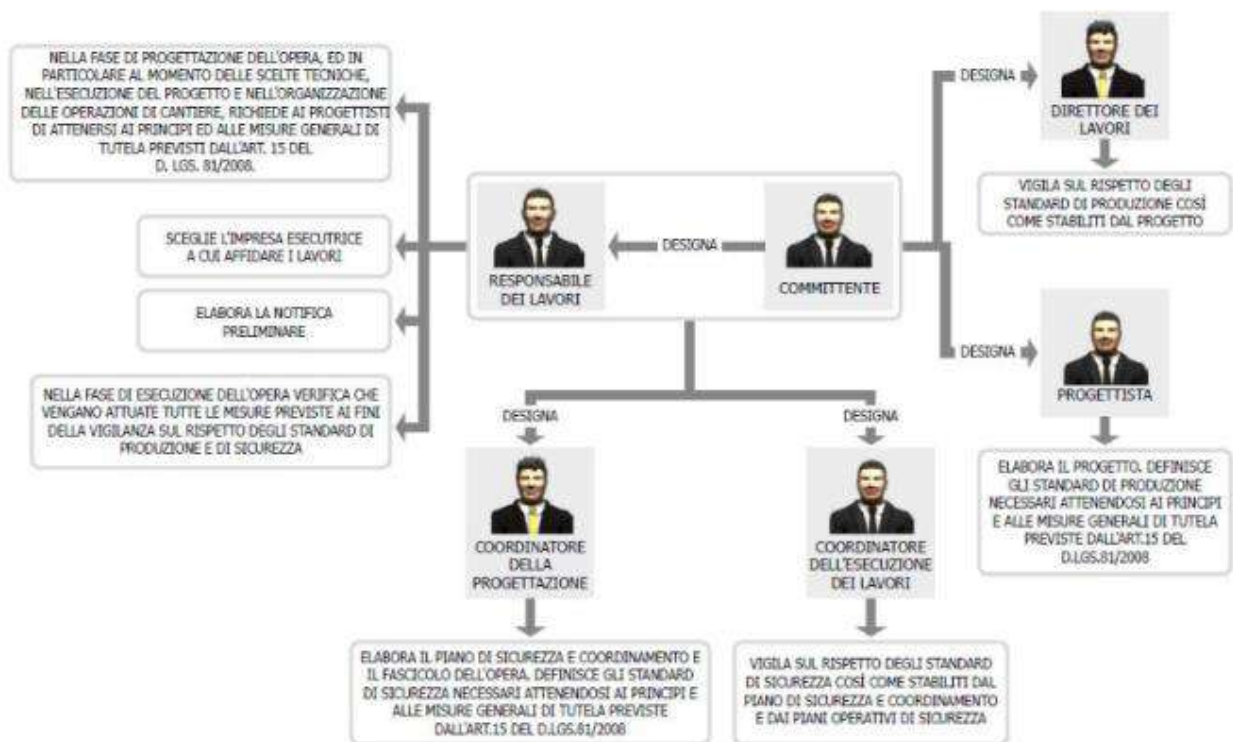 NELLA FASE DI PROGETTAZIONE DELL'OPERA, ED IN
PARTICOLARE AL MOMENTO DELLE SCELTE TECNICHE,
NELL'ESECUZIONE DEL PROGETTO E NELL'ORGANIZZAZIONE
DELLE OPERAZIONI DI CANTIERE, RICHIEDE AI PROGETTISTI
DI ATTENERSI AI PRINCIPI ED ALLE MISURE GENERALI DI
TUTELA PREVISTI DALL'ART. 15 DEL
D. LGS. 81/2008.
SCEGLIE L'IMPRESA ESECUTRICE
A CUI AFFIDARE I LAVORI
ELABORA LA NOTIFICA
PRELIMINARE
NELLA FASE DI ESECUZIONE DELL'OPERA VERIFICA CHE
VENGANO ATTUATE TUTTE LE MISURE PREVISTE AI FINI
DELLA VIGILANZA SUL RISPETTO DEGLI STANDARD DI
PRODUZIONE E DI SICUREZZA
RESPONSABILE
DEI LAVORI
DESIGNA
COMMITTENTE
DESIGNA
DIRETTORE DEI
LAVORI
VIGILA SUL RISPETTO DEGLI
STANDARD DI PRODUZIONE COSÌ
COME STABILITI DAL PROGETTO
DESIGNA
PROGETTISTA
ELABORA IL PROGETTO. DEFINISCE
GLI STANDARD DI PRODUZIONE
NECESSARI ATTENENDOSI AI PRINCIPI
E ALLE MISURE GENERALI DI TUTELA
PREVISTE DALL'ART.15 DEL
D.LGS.81/2008
DESIGNA
COORDINATORE
DELLA
PROGETTAZIONE
ELABORA IL PIANO DI SICUREZZA E COORDINAMENTO E
IL FASCICOLO DELL'OPERA. DEFINISCE GLI STANDARD
DI SICUREZZA NECESSARI ATTENENDOSI AI PRINCIPI E
ALLE MISURE GENERALI DI TUTELA PREVISTE
DALL'ART.15 DEL D.LGS.81/2008
DESIGNA
COORDINATORE
DELL'ESECUZIONE
DEI LAVORI
VIGILA SUL RISPETTO DEGLI STANDARD
DI SICUREZZA COSÌ COME STABILITI DAL
PIANO DI SICUREZZA E COORDINAMENTO
E DAI PIANI OPERATIVI DI SICUREZZA